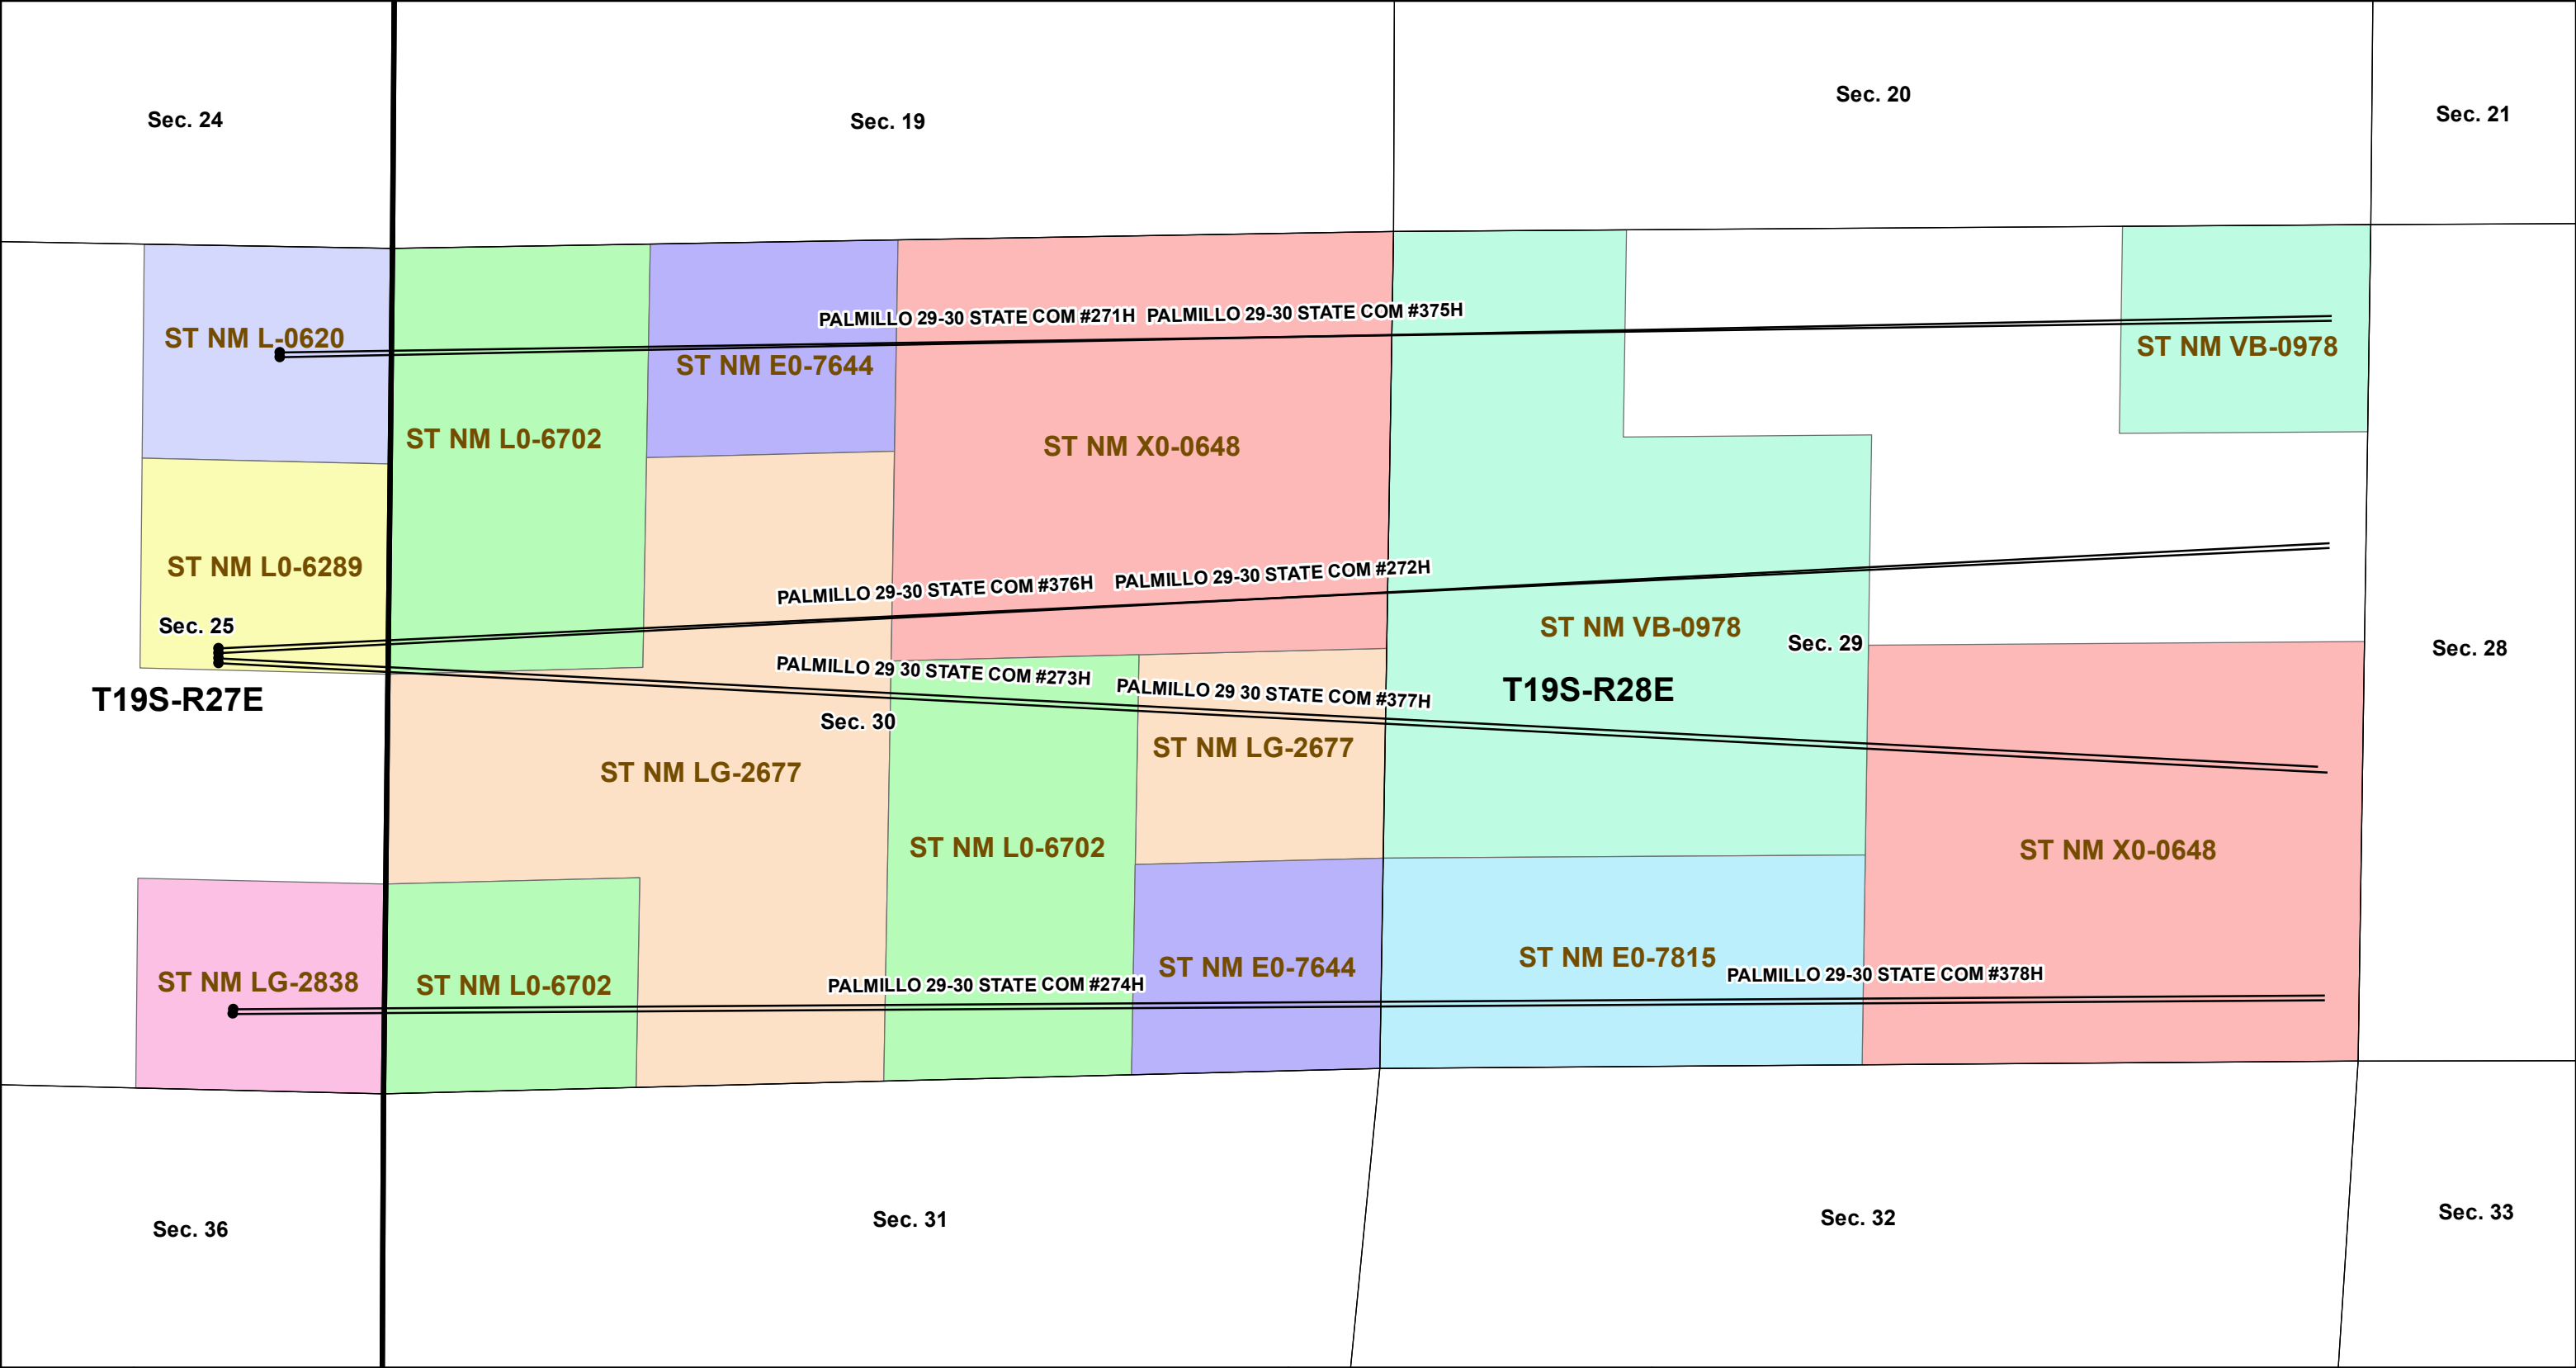 Sec. 24
Sec. 19
Sec. 20
Sec. 21
PALMILLO 29-30 STATE COM #271H
PALMILLO 29-30 STATE COM #375H
ST NM L-0620
ST NM E0-7644
ST NM VB-0978
ST NM L0-6702
ST NM X0-0648
ST NM L0-6289
PALMILLO 29-30 STATE COM #376H
PALMILLO 29-30 STATE COM #272H
Sec. 25
ST NM VB-0978
Sec. 29
Sec. 28
PALMILLO 29 30 STATE COM #273H
PALMILLO 29 30 STATE COM #377H
T19S-R27E
T19S-R28E
Sec. 30
ST NM LG-2677
ST NM LG-2677
ST NM L0-6702
ST NM X0-0648
ST NM LG-2838
ST NM L0-6702
ST NM E0-7644
ST NM E0-7815
PALMILLO 29-30 STATE COM #274H
PALMILLO 29-30 STATE COM #378H
Sec. 36
Sec. 31
Sec. 32
Sec. 33